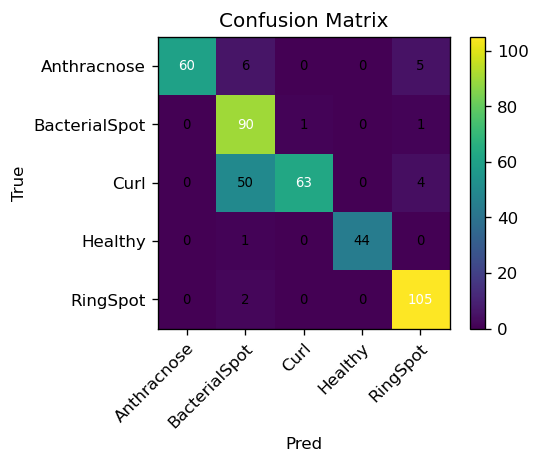 Confusion Matrix
True
Anthracnose 60 6 0 0 5
BacterialSpot 0 90 1 0 1
Curl 0 50 63 0 4
Healthy 0 1 0 44 0
RingSpot 0 2 0 0 105
Anthracnose BacterialSpot Curl Healthy RingSpot
Pred
100
80
60
40
20
0